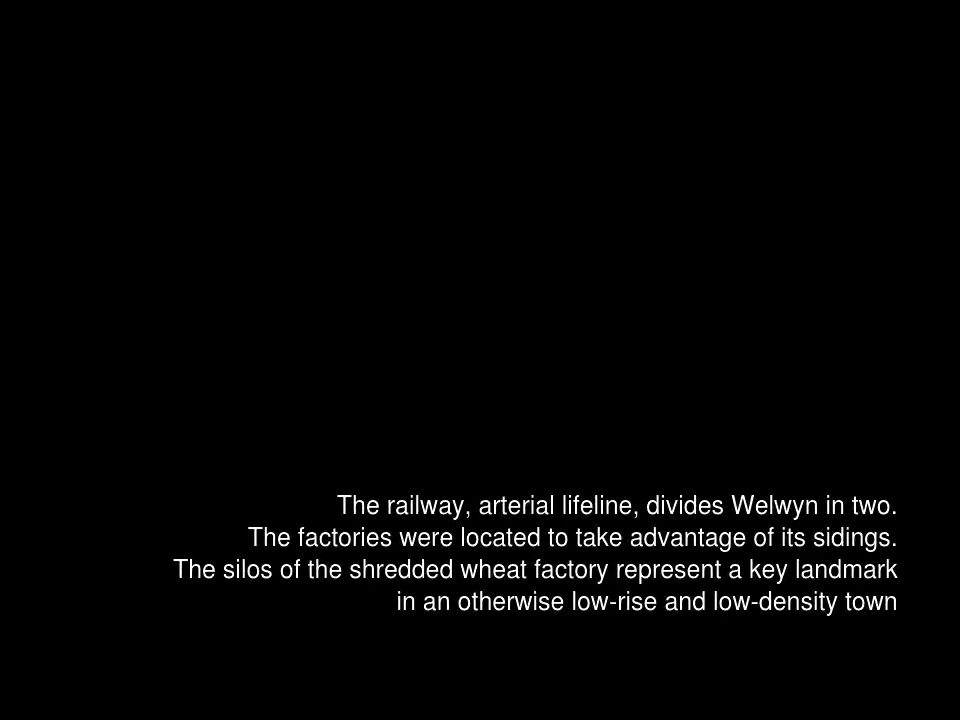 The railway, arterial lifeline, divides Welwyn in two.
The factories were located to take advantage of its sidings.
The silos of the shredded wheat factory represent a key landmark
in an otherwise low-rise and low-density town